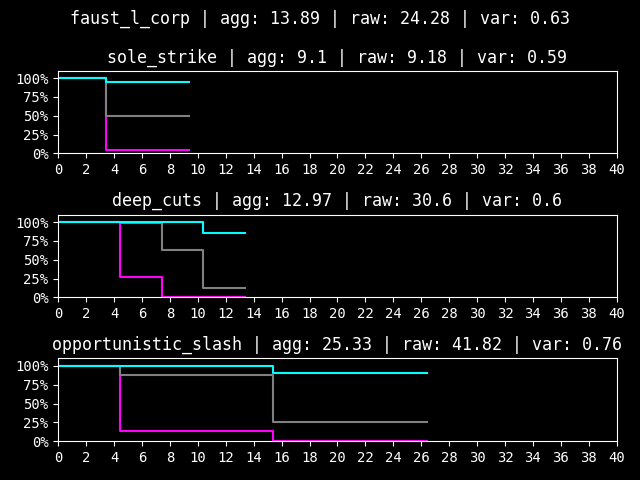 faust_l_corp | agg: 13.89 | raw: 24.28 | var: 0.63
sole_strike | agg: 9.1 | raw: 9.18 | var: 0.59
100%
75%
50%
25%
0%
0 2 4 6 8 10 12 14 16 18 20 22 24 26 28 30 32 34 36 38 40
deep_cuts | agg: 12.97 | raw: 30.6 | var: 0.6
100%
75%
50%
25%
0%
0 2 4 6 8 10 12 14 16 18 20 22 24 26 28 30 32 34 36 38 40
opportunistic_slash | agg: 25.33 | raw: 41.82 | var: 0.76
100%
75%
50%
25%
0%
0 2 4 6 8 10 12 14 16 18 20 22 24 26 28 30 32 34 36 38 40